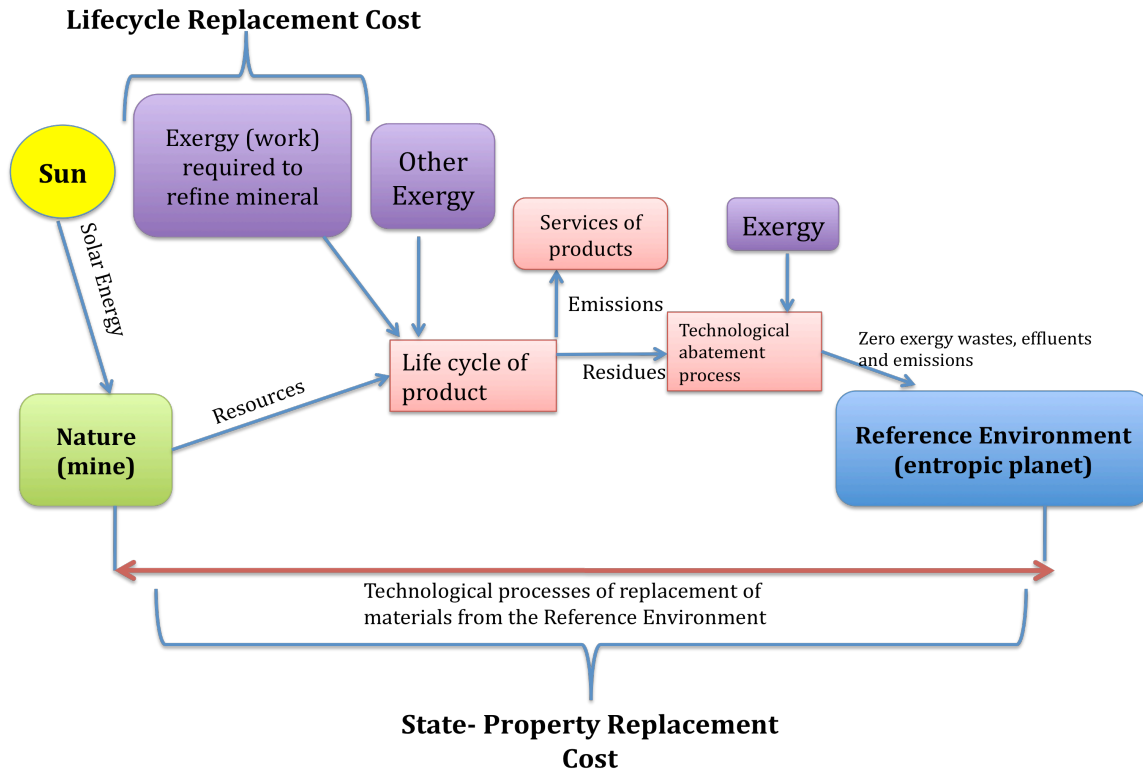 Lifecycle Replacement Cost
Sun
Exergy (work)
required to
refine mineral
Other
Exergy
Services of
products
Exergy
Solar Energy
Emissions
Life cycle of
product
Residues
Technological
abatement
process
Zero exergy wastes, effluents
and emissions
Resources
Nature
(mine)
Reference Environment
(entropic planet)
Technological processes of replacement of
materials from the Reference Environment
State- Property Replacement
Cost